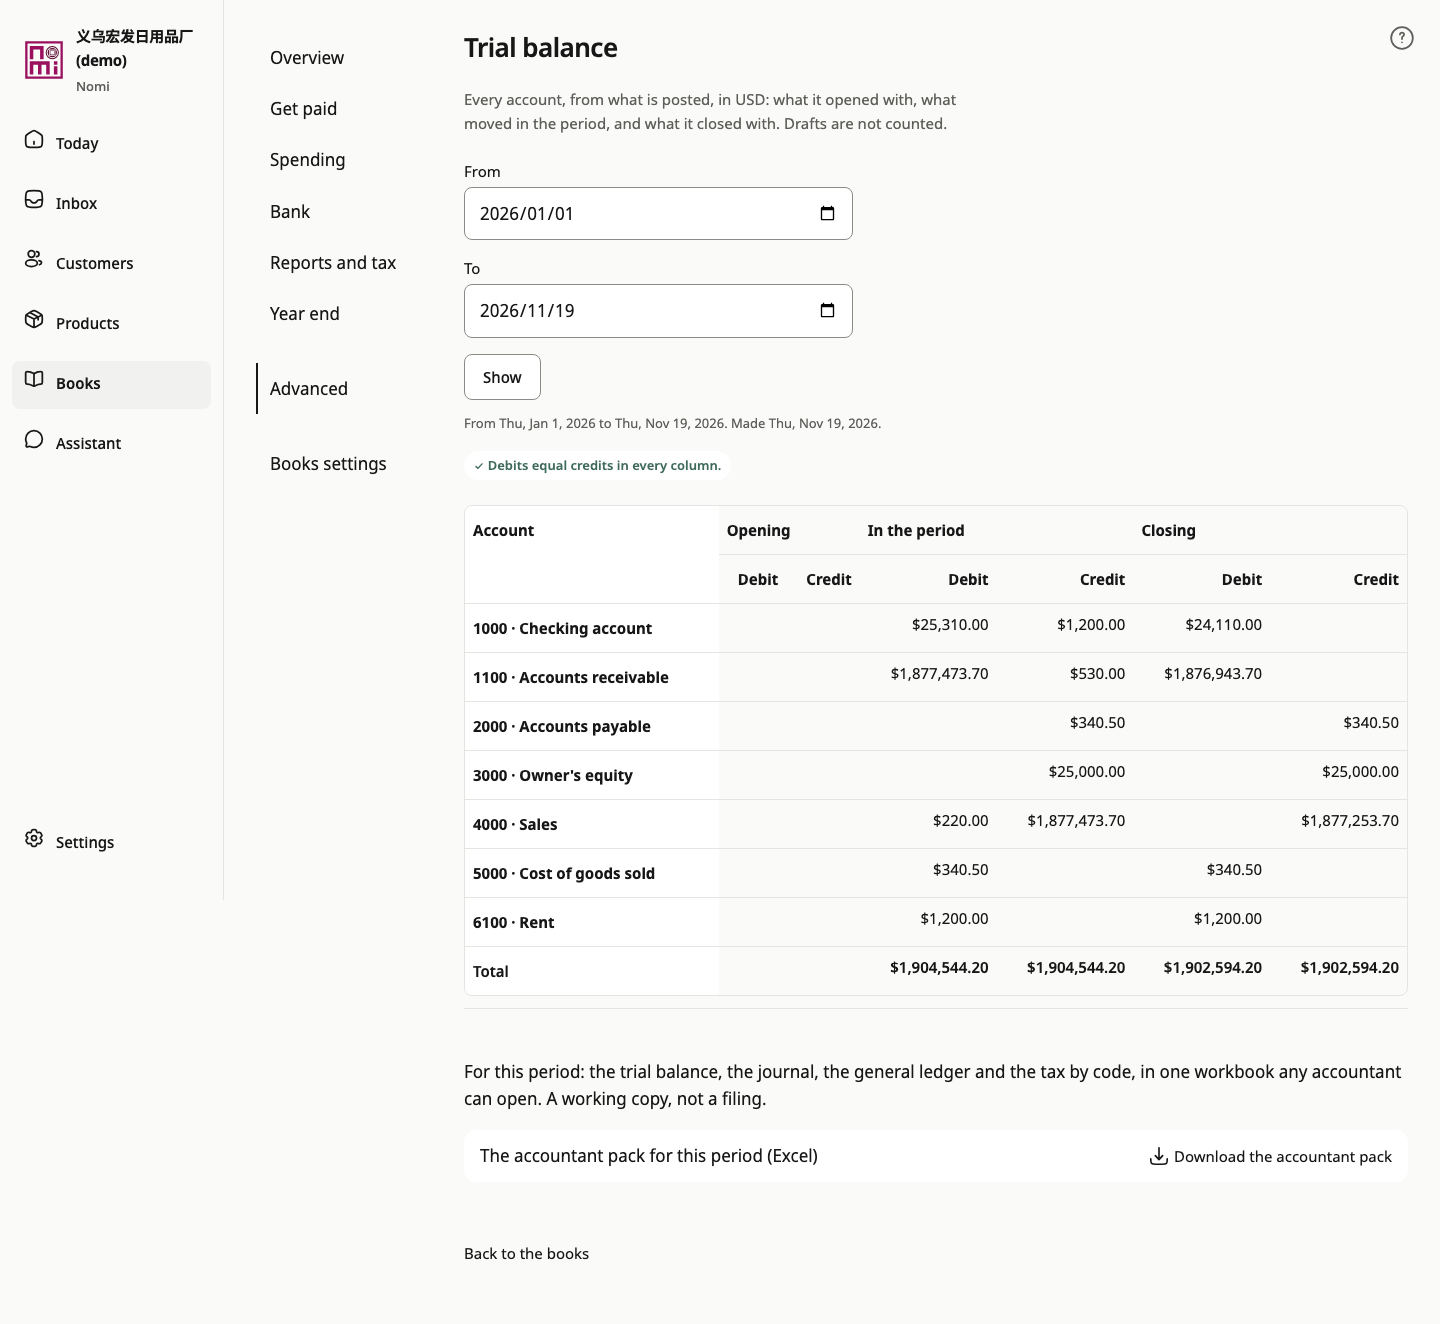 义乌宏发日用品厂
(demo)
Nomi
Today
Inbox
Customers
Products
Books
Assistant
Settings
Overview
Get paid
Spending
Bank
Reports and tax
Year end
Advanced
Books settings
Trial balance
Every account, from what is posted, in USD: what it opened with, what
moved in the period, and what it closed with. Drafts are not counted.
From
2026/01/01
To
2026/11/19
Show
From Thu, Jan 1, 2026 to Thu, Nov 19, 2026. Made Thu, Nov 19, 2026.
✓ Debits equal credits in every column.
Account Opening In the period Closing
Debit Credit Debit Credit Debit Credit
1000 · Checking account $25,310.00 $1,200.00 $24,110.00
1100 · Accounts receivable $1,877,473.70 $530.00 $1,876,943.70
2000 · Accounts payable $340.50 $340.50
3000 · Owner's equity $25,000.00 $25,000.00
4000 · Sales $220.00 $1,877,473.70 $1,877,253.70
5000 · Cost of goods sold $340.50 $340.50
6100 · Rent $1,200.00 $1,200.00
Total $1,904,544.20 $1,904,544.20 $1,902,594.20 $1,902,594.20
For this period: the trial balance, the journal, the general ledger and the tax by code, in one workbook any accountant
can open. A working copy, not a filing.
The accountant pack for this period (Excel) Download the accountant pack
Back to the books